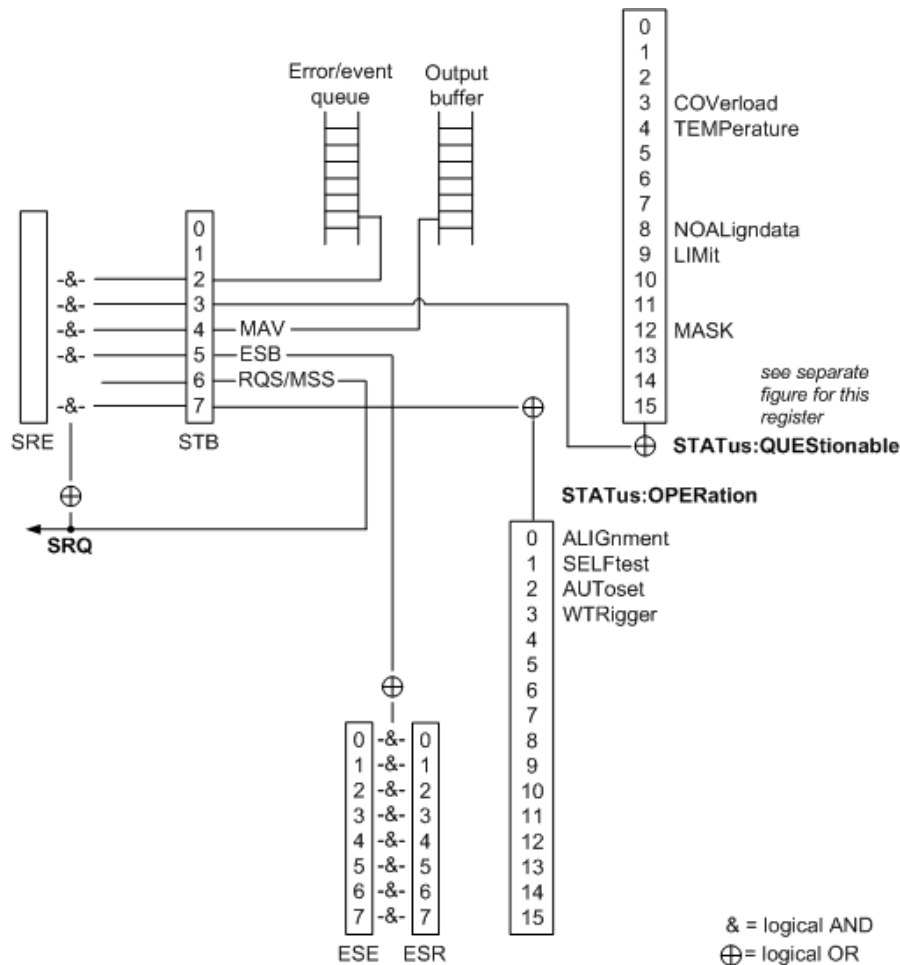 Error/event
queue
Output
buffer
0
1
2
3 COVerload
4 TEMPerature
5
6
7
8 NOALigndata
9 LIMit
10
11
12 MASK
13
14
15
see separate
figure for this
register
STATus:QUEStionable
0
1
-&- 2
-&- 3
-&- 4 MAV
-&- 5 ESB
6 RQS/MSS
-&- 7
SRE
STB
SRQ
STATus:OPERation
0 ALIGnment
1 SELFtest
2 AUToset
3 WTRigger
4
5
6
7
8
9
10
11
12
13
14
15
0 -&- 0
1 -&- 1
2 -&- 2
3 -&- 3
4 -&- 4
5 -&- 5
6 -&- 6
7 -&- 7
ESE ESR
& = logical AND
⊕ = logical OR